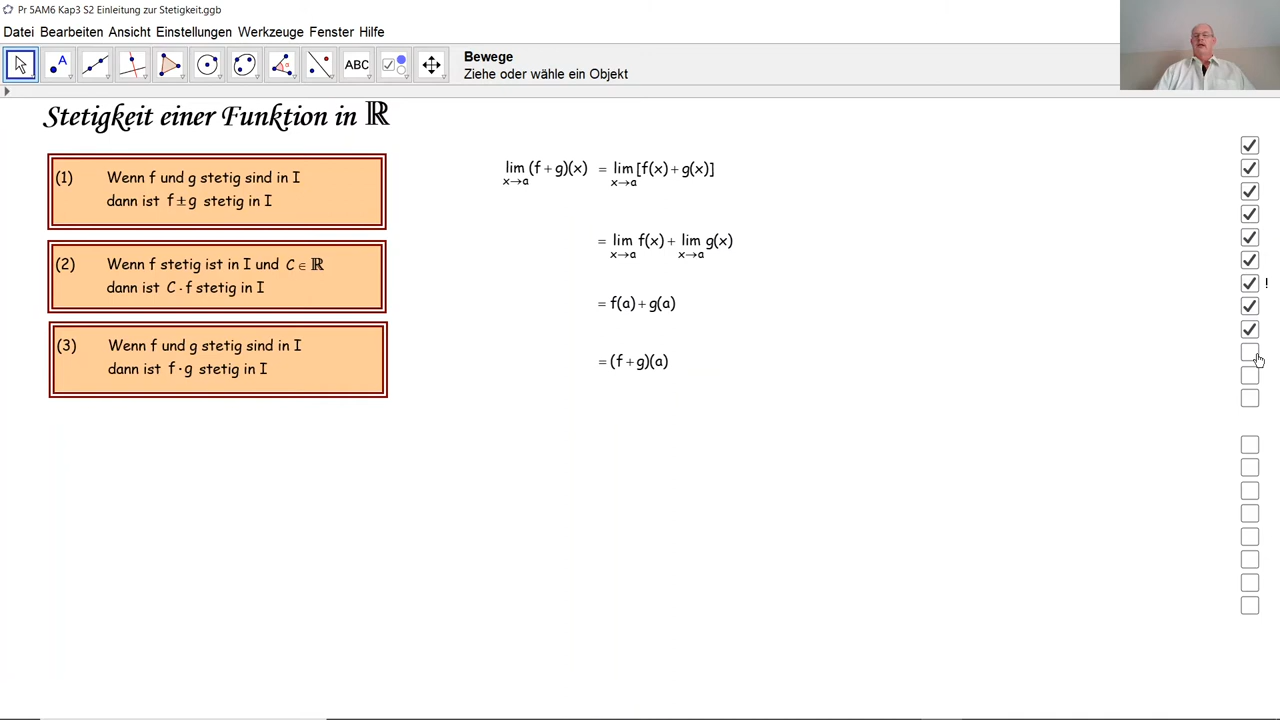 Pr 5AM6 Kap3 S2 Einleitung zur Stetigkeit.ggb
Datei Bearbeiten Ansicht Einstellungen Werkzeuge Fenster Hilfe
A
ABC
Bewege
Ziehe oder wähle ein Objekt
Stetigkeit einer Funktion in ℝ
(1) Wenn f und g stetig sind in I
dann ist f ± g stetig in I
(2) Wenn f stetig ist in I und C ∈ ℝ
dann ist C · f stetig in I
(3) Wenn f und g stetig sind in I
dann ist f · g stetig in I
lim (f + g)(x) = lim [f(x) + g(x)]
x→a x→a
= lim f(x) + lim g(x)
x→a x→a
= f(a) + g(a)
= (f + g)(a)
!